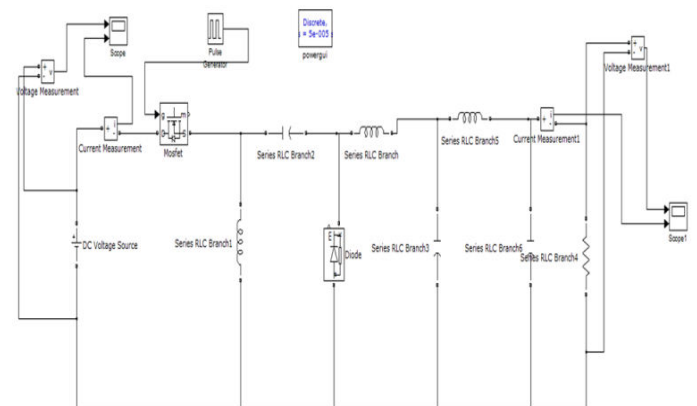 Discrete,
s = 5e-005 s
powergui
Scope
Pulse
Generator
Voltage Measurement
Voltage Measurement1
Current Measurement
Mosfet
Series RLC Branch2
Series RLC Branch
Series RLC Branch5
Current Measurement1
Scope1
DC Voltage Source
Series RLC Branch1
Diode
Series RLC Branch3
Series RLC Branch6
Series RLC Branch4